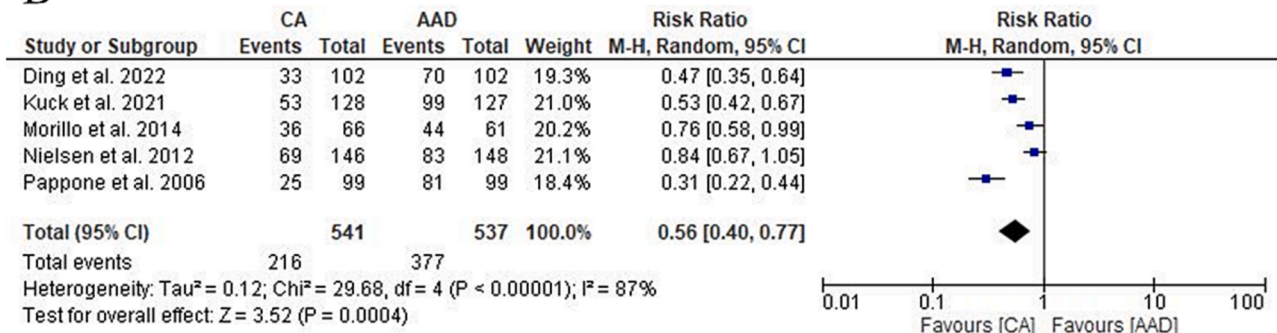 B
CA AAD Risk Ratio Risk Ratio
Study or Subgroup Events Total Events Total Weight M-H, Random, 95% CI M-H, Random, 95% CI
Ding et al. 2022 33 102 70 102 19.3% 0.47 [0.35, 0.64]
Kuck et al. 2021 53 128 99 127 21.0% 0.53 [0.42, 0.67]
Morillo et al. 2014 36 66 44 61 20.2% 0.76 [0.58, 0.99]
Nielsen et al. 2012 69 146 83 148 21.1% 0.84 [0.67, 1.05]
Pappone et al. 2006 25 99 81 99 18.4% 0.31 [0.22, 0.44]
Total (95% CI) 541 537 100.0% 0.56 [0.40, 0.77]
Total events 216 377
Heterogeneity: Tau² = 0.12; Chi² = 29.68, df = 4 (P < 0.00001); I² = 87%
Test for overall effect: Z = 3.52 (P = 0.0004)
0.01 0.1 1 10 100
Favours [CA] Favours [AAD]